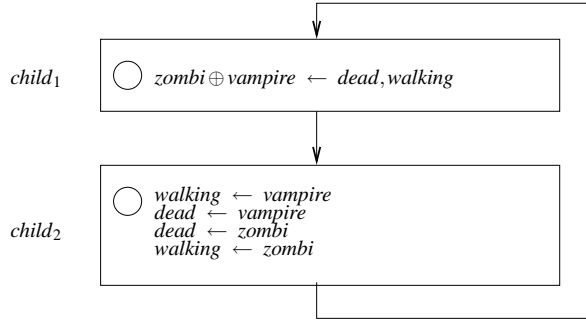 child₁
zombi ⊕ vampire ← dead, walking
child₂
walking ← vampire
dead ← vampire
dead ← zombi
walking ← zombi